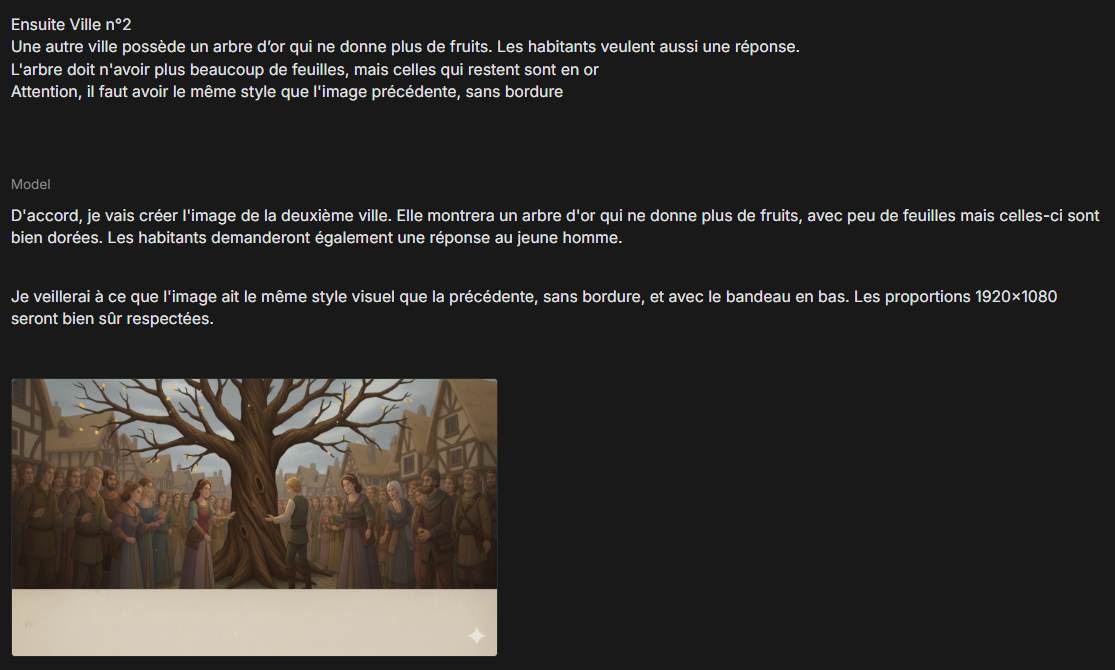 Ensuite Ville n°2
Une autre ville possède un arbre d’or qui ne donne plus de fruits. Les habitants veulent aussi une réponse.
L'arbre doit n'avoir plus beaucoup de feuilles, mais celles qui restent sont en or
Attention, il faut avoir le même style que l'image précédente, sans bordure
Model
D'accord, je vais créer l'image de la deuxième ville. Elle montrera un arbre d'or qui ne donne plus de fruits, avec peu de feuilles mais celles-ci sont
bien dorées. Les habitants demanderont également une réponse au jeune homme.
Je veillerai à ce que l'image ait le même style visuel que la précédente, sans bordure, et avec le bandeau en bas. Les proportions 1920×1080
seront bien sûr respectées.